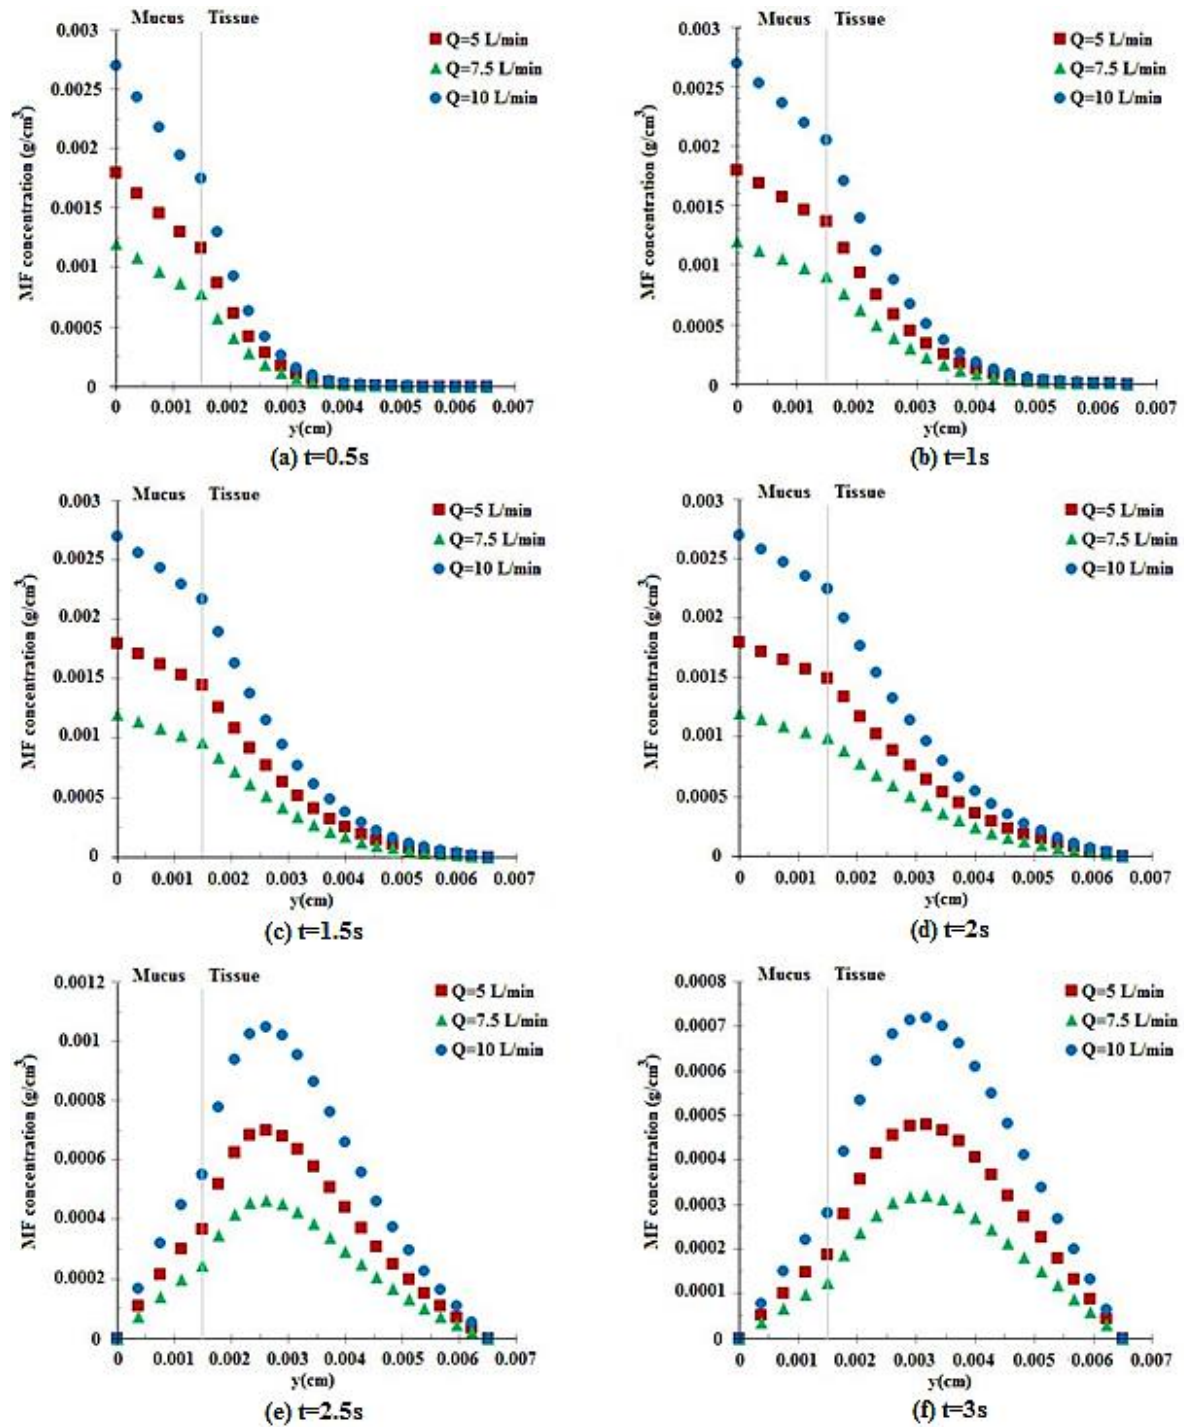 Mucus Tissue
MF concentration (g/cm³)
0.003
0.0025
0.002
0.0015
0.001
0.0005
0
0 0.001 0.002 0.003 0.004 0.005 0.006 0.007
y(cm)
Q=5 L/min
Q=7.5 L/min
Q=10 L/min
(a) t=0.5s
Mucus Tissue
MF concentration (g/cm³)
0.003
0.0025
0.002
0.0015
0.001
0.0005
0
0 0.001 0.002 0.003 0.004 0.005 0.006 0.007
y(cm)
Q=5 L/min
Q=7.5 L/min
Q=10 L/min
(b) t=1s
Mucus Tissue
MF concentration (g/cm³)
0.003
0.0025
0.002
0.0015
0.001
0.0005
0
0 0.001 0.002 0.003 0.004 0.005 0.006 0.007
y(cm)
Q=5 L/min
Q=7.5 L/min
Q=10 L/min
(c) t=1.5s
Mucus Tissue
MF concentration (g/cm³)
0.003
0.0025
0.002
0.0015
0.001
0.0005
0
0 0.001 0.002 0.003 0.004 0.005 0.006 0.007
y(cm)
Q=5 L/min
Q=7.5 L/min
Q=10 L/min
(d) t=2s
Mucus Tissue
MF concentration (g/cm³)
0.0012
0.001
0.0008
0.0006
0.0004
0.0002
0
0 0.001 0.002 0.003 0.004 0.005 0.006 0.007
y(cm)
Q=5 L/min
Q=7.5 L/min
Q=10 L/min
(e) t=2.5s
Mucus Tissue
MF concentration (g/cm³)
0.0008
0.0007
0.0006
0.0005
0.0004
0.0003
0.0002
0.0001
0
0 0.001 0.002 0.003 0.004 0.005 0.006 0.007
y(cm)
Q=5 L/min
Q=7.5 L/min
Q=10 L/min
(f) t=3s